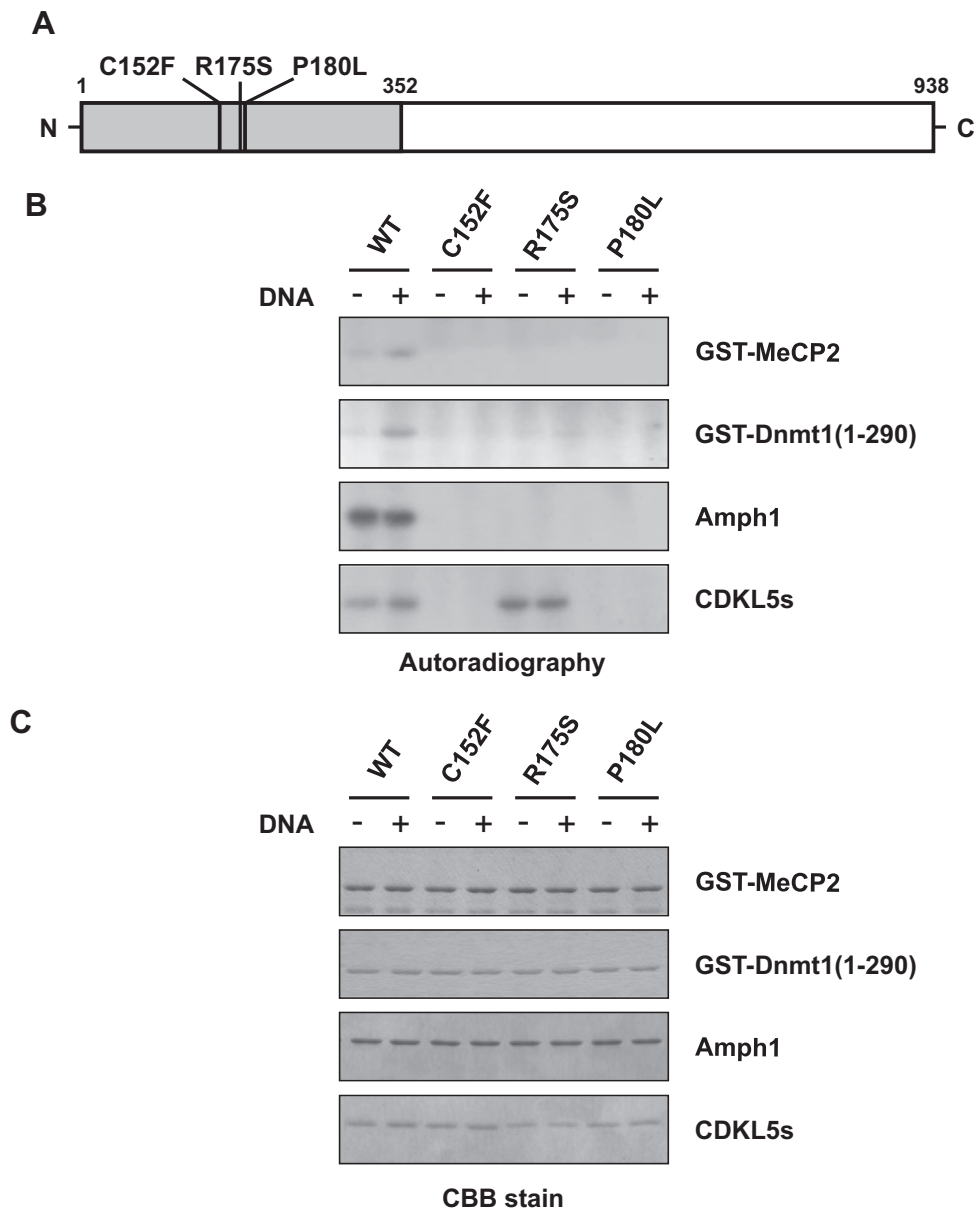 A
C152F R175S P180L
1 352 938
N C
B
WT C152F R175S P180L
DNA - + - + - + - +
GST-MeCP2
GST-Dnmt1(1-290)
Amph1
CDKL5s
Autoradiography
C
WT C152F R175S P180L
DNA - + - + - + - +
GST-MeCP2
GST-Dnmt1(1-290)
Amph1
CDKL5s
CBB stain